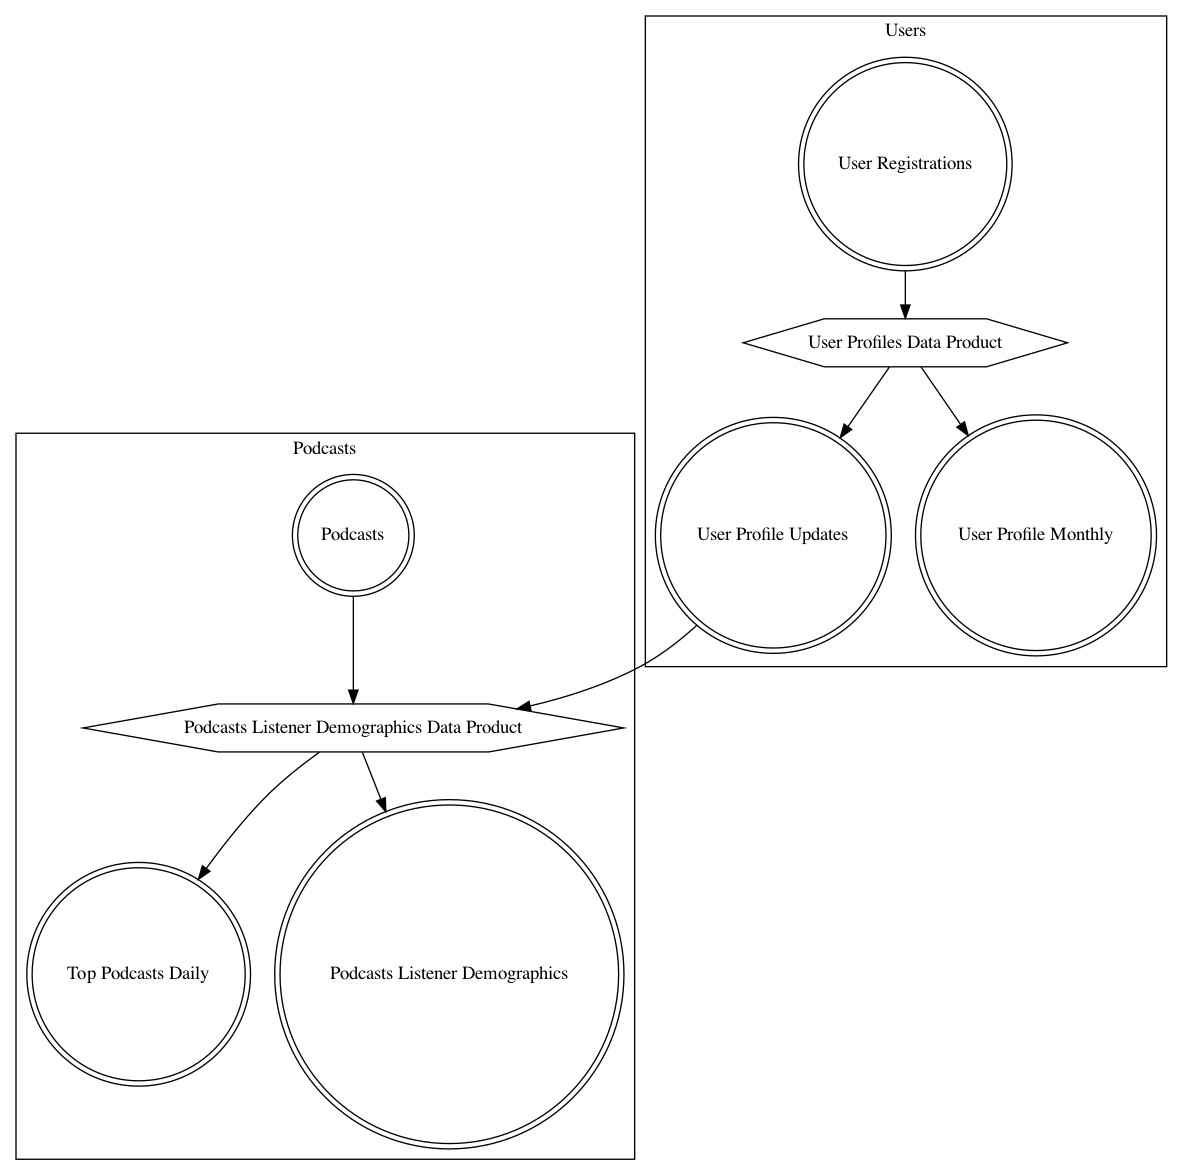 Users
User Registrations
User Profiles Data Product
User Profile Updates
User Profile Monthly
Podcasts
Podcasts
Podcasts Listener Demographics Data Product
Top Podcasts Daily
Podcasts Listener Demographics